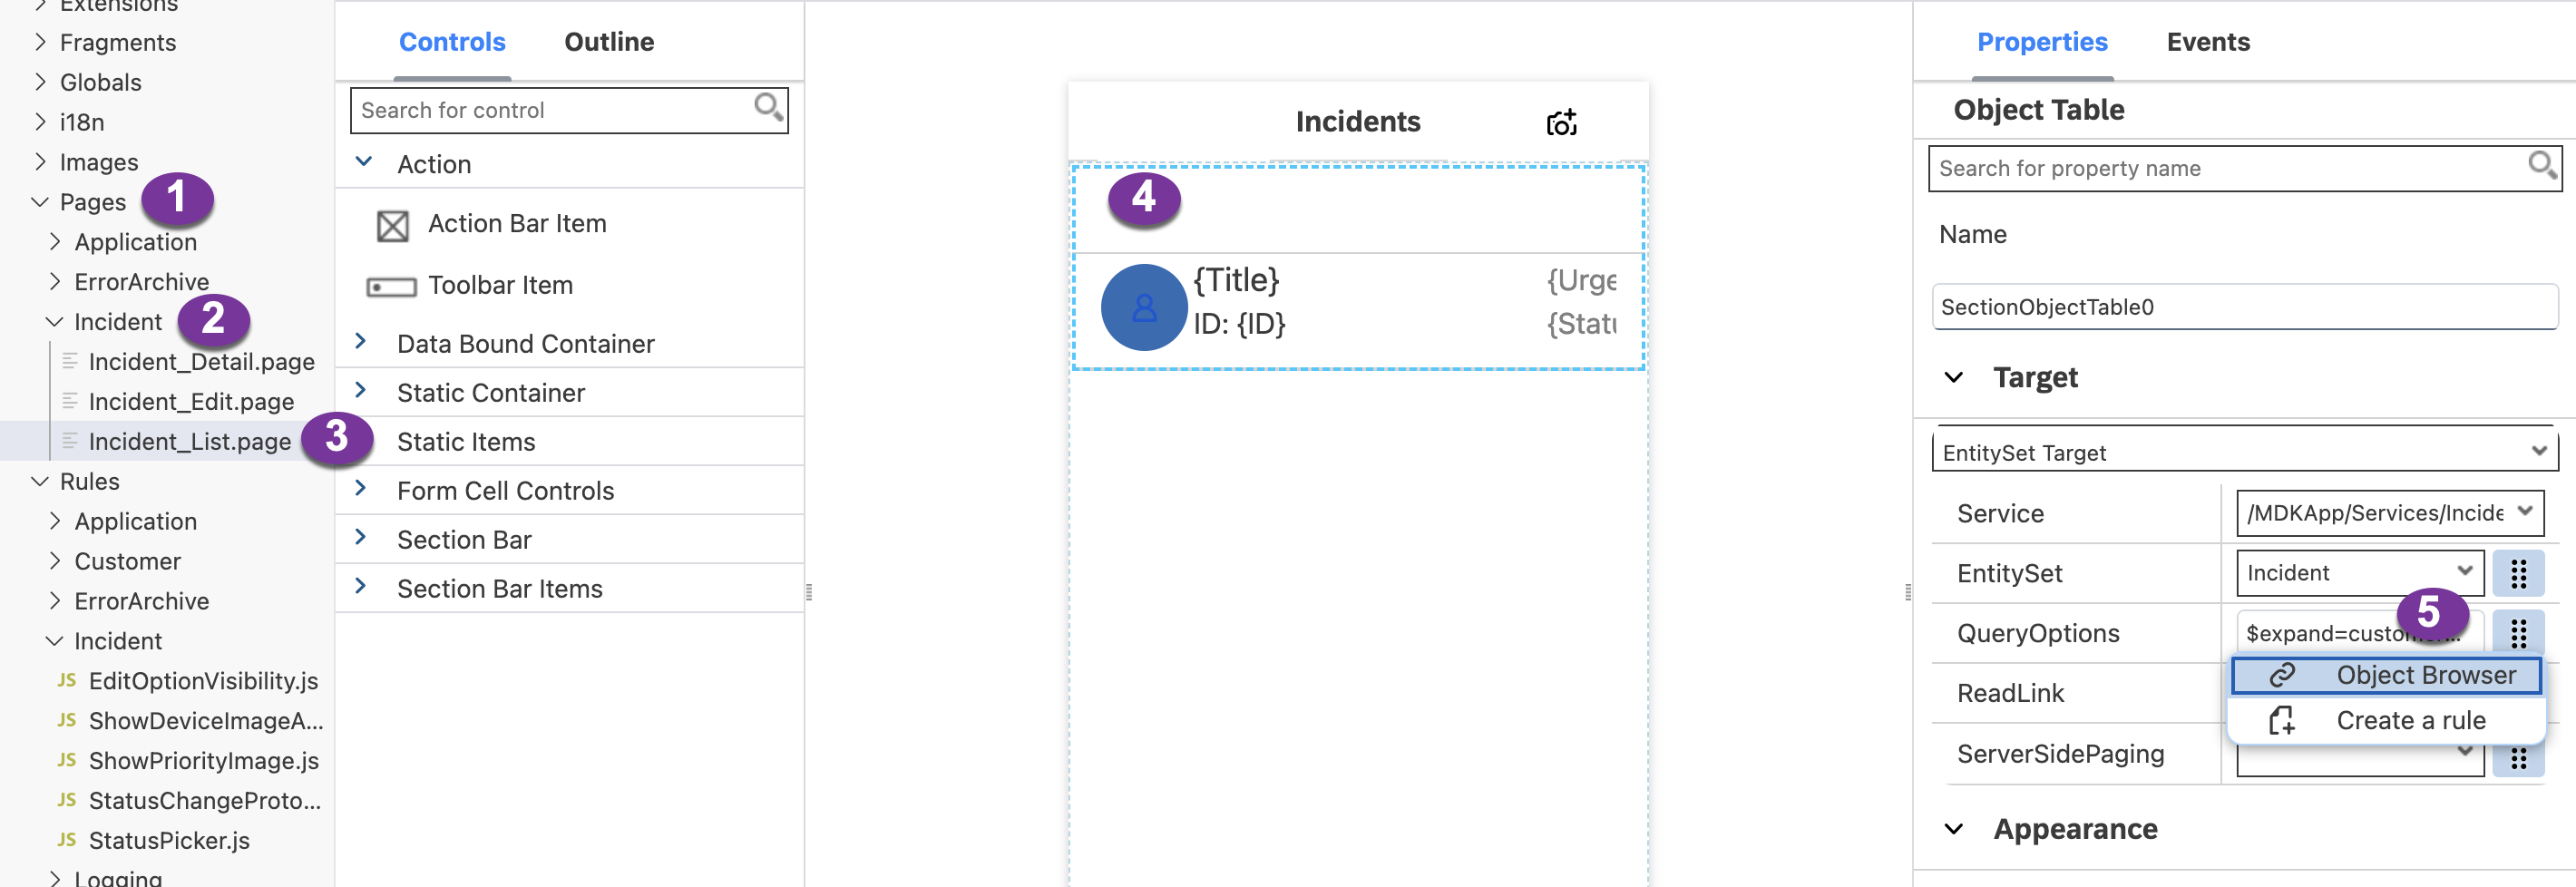 Extensions
Fragments
Globals
i18n
Images
Pages 1
Application
ErrorArchive
Incident 2
Incident_Detail.page
Incident_Edit.page
Incident_List.page 3
Rules
Application
Customer
ErrorArchive
Incident
JS EditOptionVisibility.js
JS ShowDeviceImageA...
JS ShowPriorityImage.js
JS StatusChangeProto...
JS StatusPicker.js
Logging
Controls Outline
Search for control
Action
Action Bar Item
Toolbar Item
Data Bound Container
Static Container
Static Items
Form Cell Controls
Section Bar
Section Bar Items
Incidents
4
{Title} {Urge
ID: {ID} {Statu
Properties Events
Object Table
Search for property name
Name
SectionObjectTable0
Target
EntitySet Target
Service /MDKApp/Services/Incide
EntitySet Incident
5
QueryOptions $expand=custom
Object Browser
ReadLink
Create a rule
ServerSidePaging
Appearance